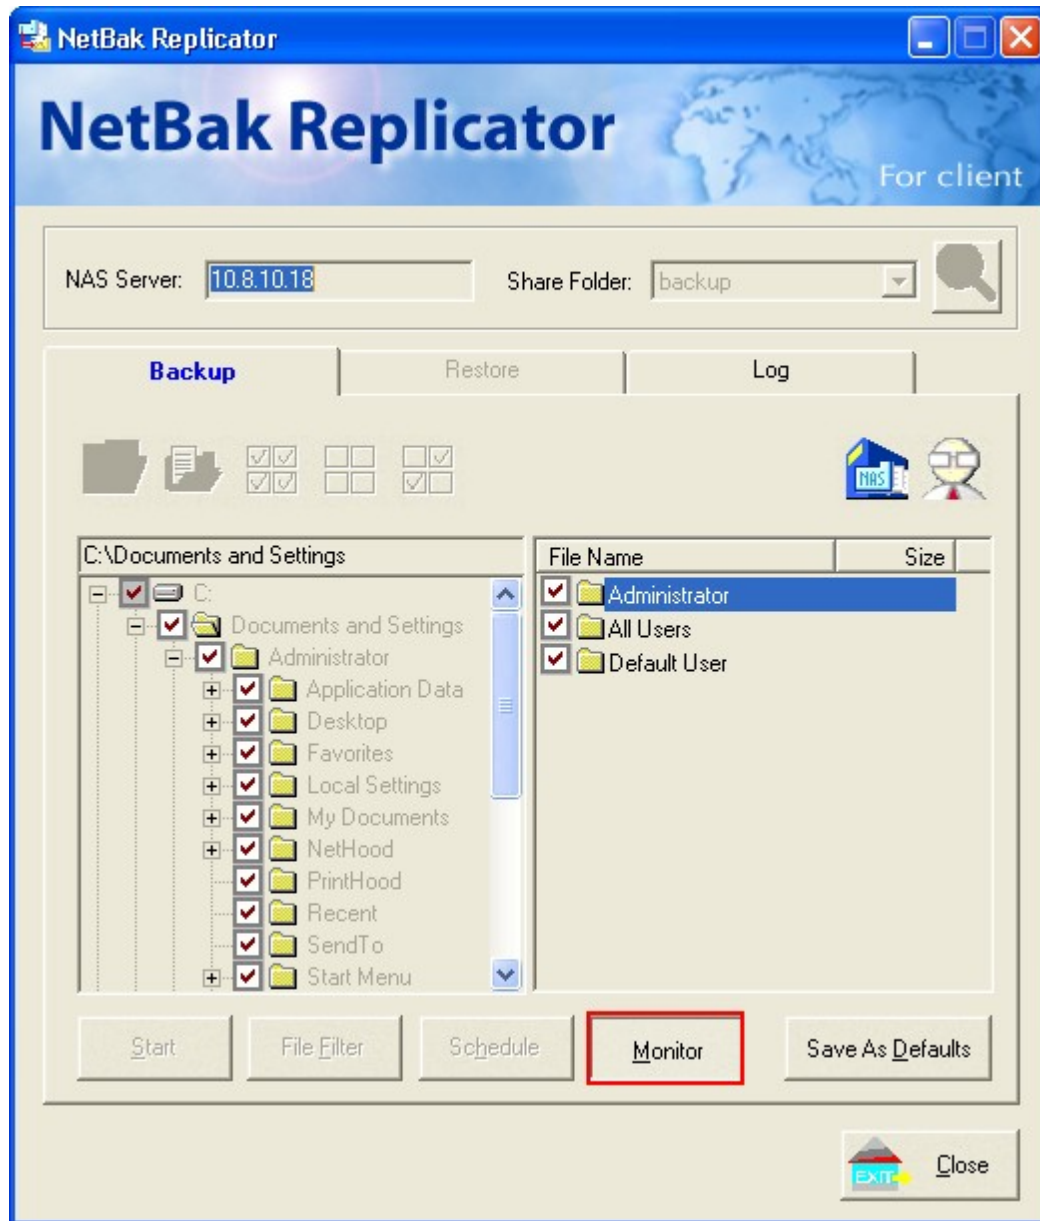 NetBak Replicator
NetBak Replicator
For client
NAS Server: 10.8.10.18 Share Folder: backup
Backup Restore Log
NAS
C:\Documents and Settings File Name Size
C: Administrator
Documents and Settings All Users
Administrator Default User
Application Data
Desktop
Favorites
Local Settings
My Documents
NetHood
PrintHood
Recent
SendTo
Start Menu
Start File Filter Schedule Monitor Save As Defaults
EXIT Close